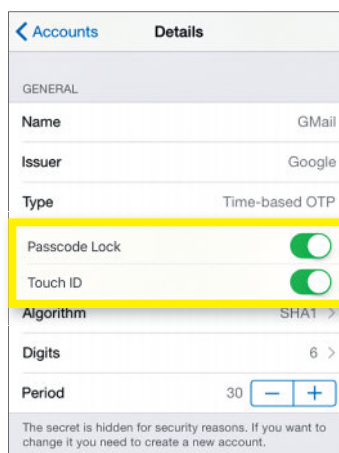 Accounts Details
GENERAL
Name GMail
Issuer Google
Type Time-based OTP
Passcode Lock
Touch ID
Algorithm SHA1
Digits 6
Period 30 − +
The secret is hidden for security reasons. If you want to
change it you need to create a new account.